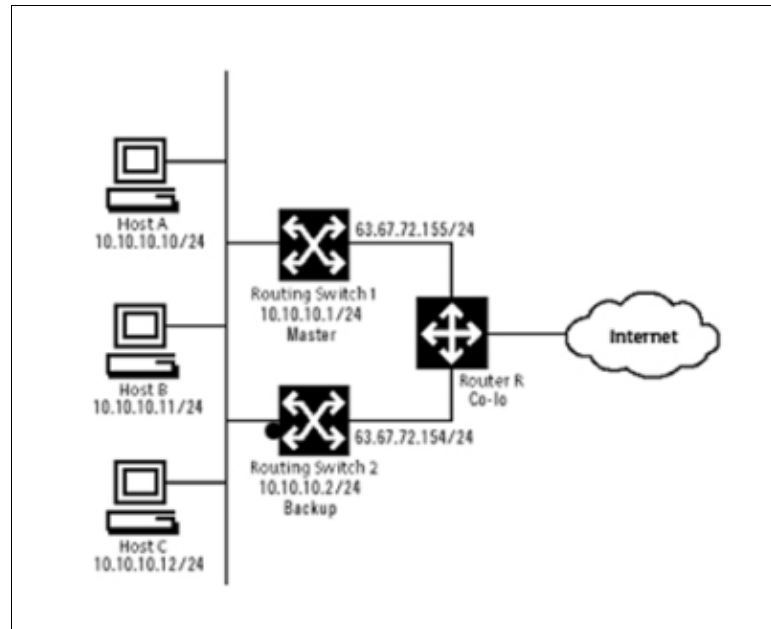 Host A
10.10.10.10/24
63.67.72.155/24
Routing Switch 1
10.10.10.1/24
Master
Internet
Router R
Co-lo
Host B
10.10.10.11/24
63.67.72.154/24
Routing Switch 2
10.10.10.2/24
Backup
Host C
10.10.10.12/24